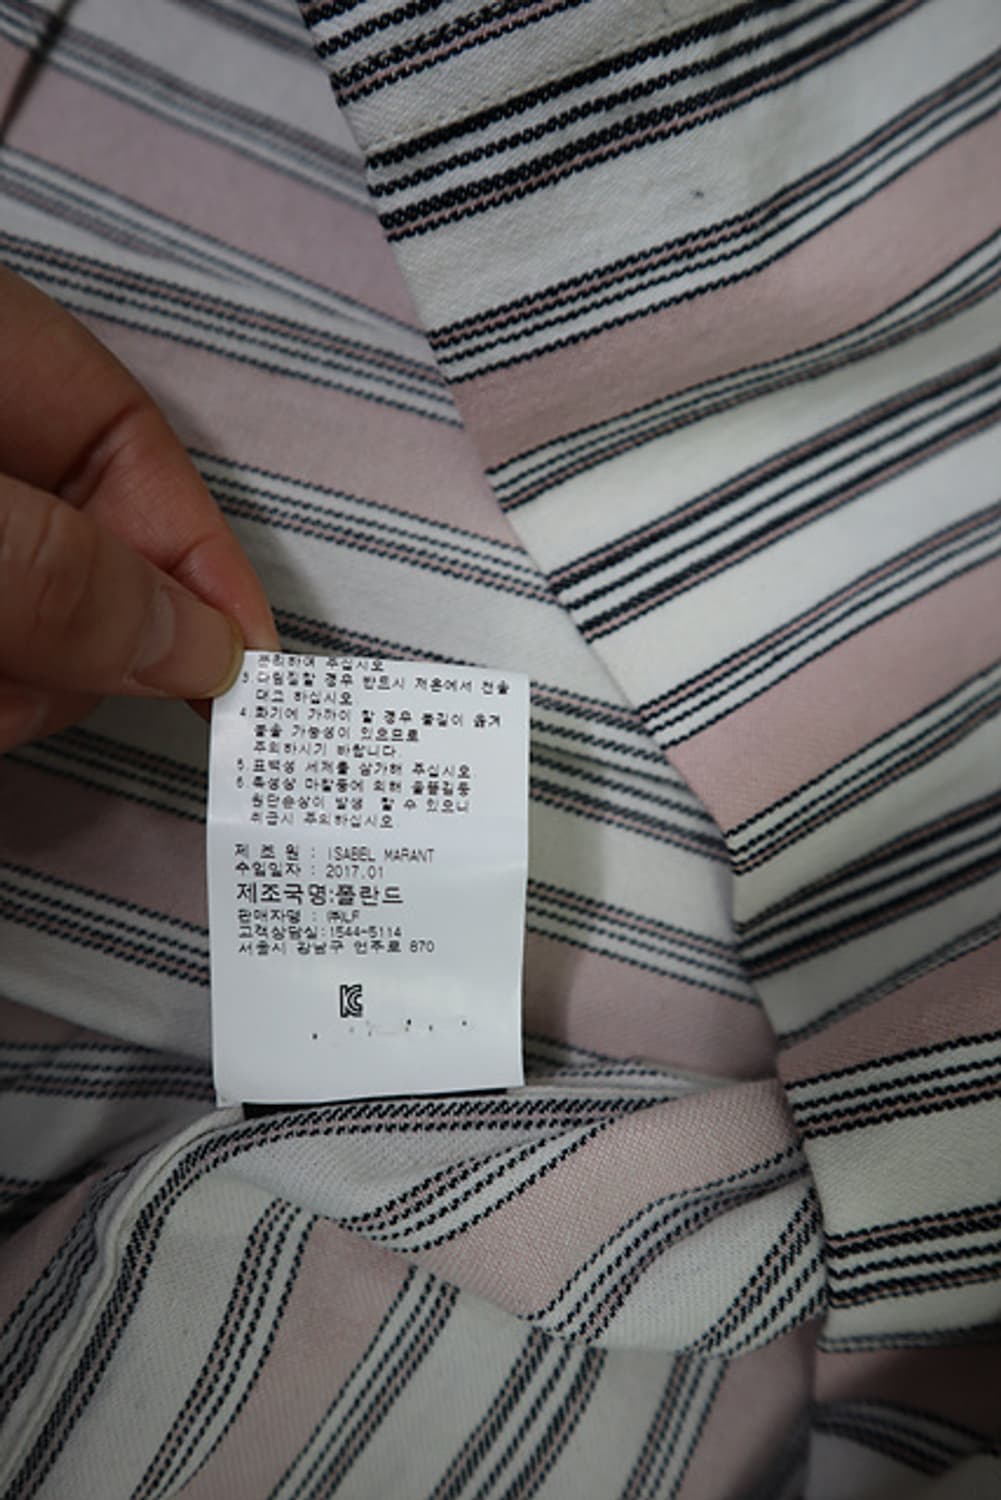 분리하여 주십시오
3.다림질할 경우 반드시 저온에서 천을
대고 하십시오
4.화기에 가까이 할 경우 불길이 옮겨
붙을 가능성이 있으므로
주의하시기 바랍니다.
5.표백성 세제를 삼가해 주십시오
6.특성상 마찰등에 의해 올뜯김등
원단손상이 발생 할 수 있으니
취급시 주의하십시오
제 조 원 : ISABEL MARANT
수입일자 : 2017.01
제조국명:폴란드
판매자명 : ㈜LF
고객상담실:1544-5114
서울시 강남구 언주로 870
KC